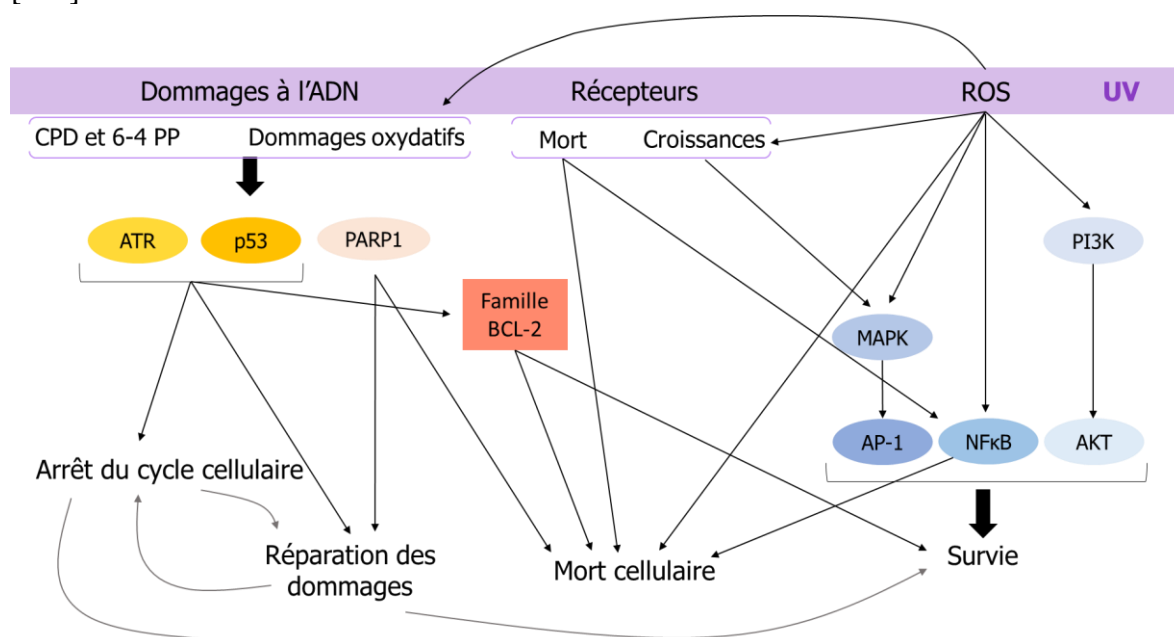 Dommages à l'ADN
Récepteurs
ROS
UV
CPD et 6-4 PP
Dommages oxydatifs
Mort
Croissances
ATR
p53
PARP1
PI3K
Famille
BCL-2
MAPK
AP-1
NFκB
AKT
Arrêt du cycle cellulaire
Réparation des
dommages
Mort cellulaire
Survie